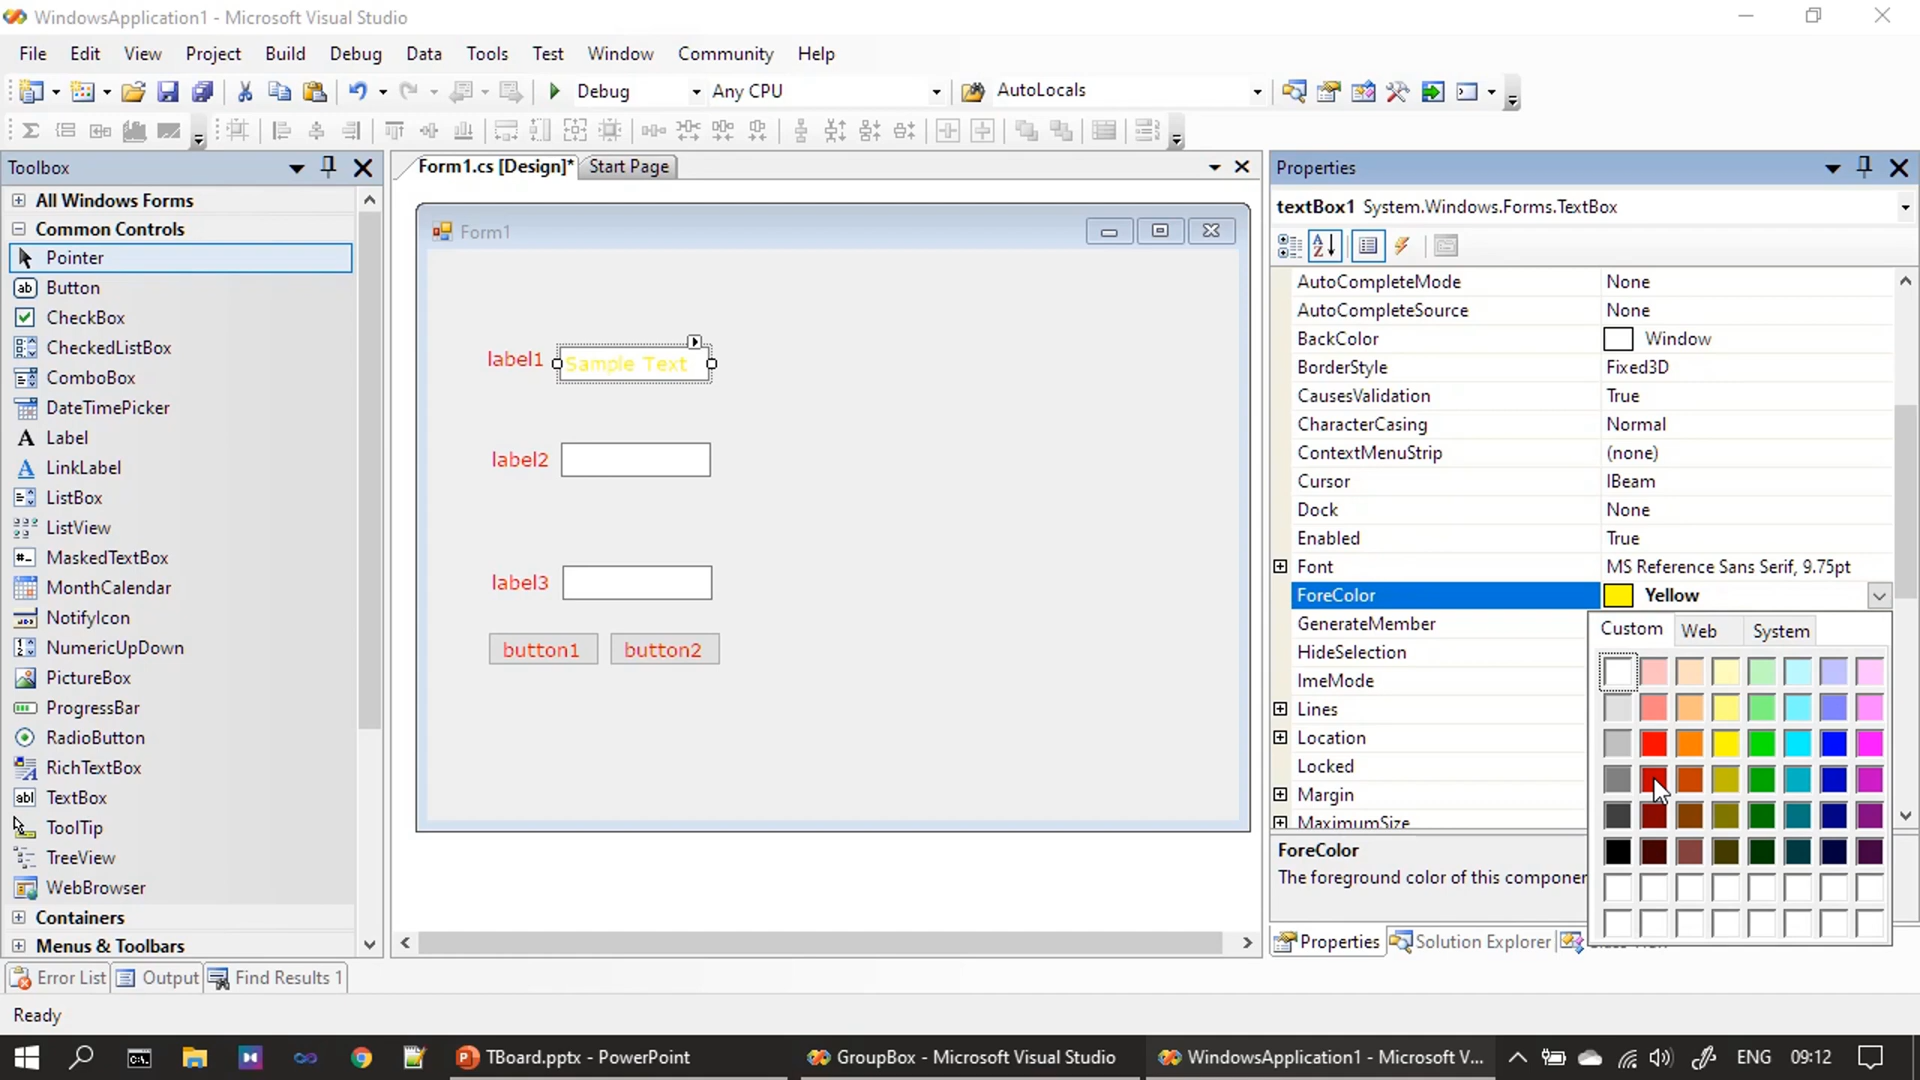 WindowsApplication1 - Microsoft Visual Studio
File Edit View Project Build Debug Data Tools Test Window Community Help
Debug Any CPU AutoLocals
Toolbox
All Windows Forms
Common Controls
Pointer
Button
CheckBox
CheckedListBox
ComboBox
DateTimePicker
Label
LinkLabel
ListBox
ListView
MaskedTextBox
MonthCalendar
NotifyIcon
NumericUpDown
PictureBox
ProgressBar
RadioButton
RichTextBox
TextBox
ToolTip
TreeView
WebBrowser
Containers
Menus & Toolbars
Form1.cs [Design]* Start Page
Form1
label1 Sample Text
label2
label3
button1 button2
Properties
textBox1 System.Windows.Forms.TextBox
AutoCompleteMode None
AutoCompleteSource None
BackColor Window
BorderStyle Fixed3D
CausesValidation True
CharacterCasing Normal
ContextMenuStrip (none)
Cursor IBeam
Dock None
Enabled True
Font MS Reference Sans Serif, 9.75pt
ForeColor Yellow
GenerateMember
HideSelection
ImeMode
Lines
Location
Locked
Margin
MaximumSize
Custom Web System
ForeColor
The foreground color of this componen
Properties Solution Explorer
Error List Output Find Results 1
Ready
TBoard.pptx - PowerPoint GroupBox - Microsoft Visual Studio WindowsApplication1 - Microsoft V... ENG 09:12